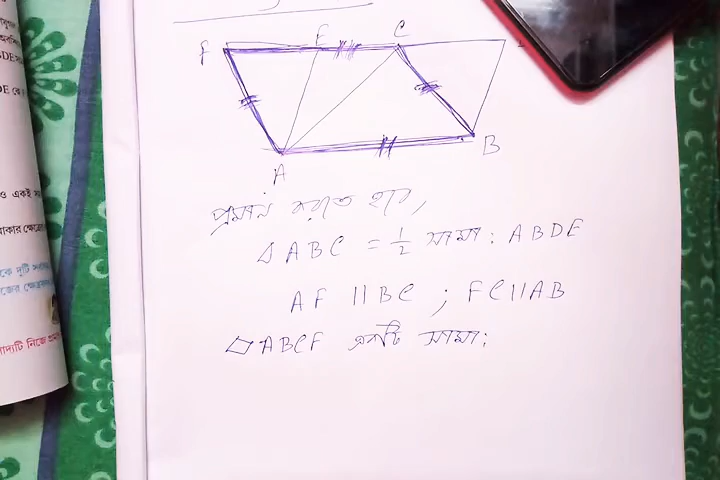 F E C
A B
প্রমাণ করতে হবে,
△ABC = 1/2 সামা: ABDE
AF || BC ; FC || AB
▱ABCF একটি সামা: